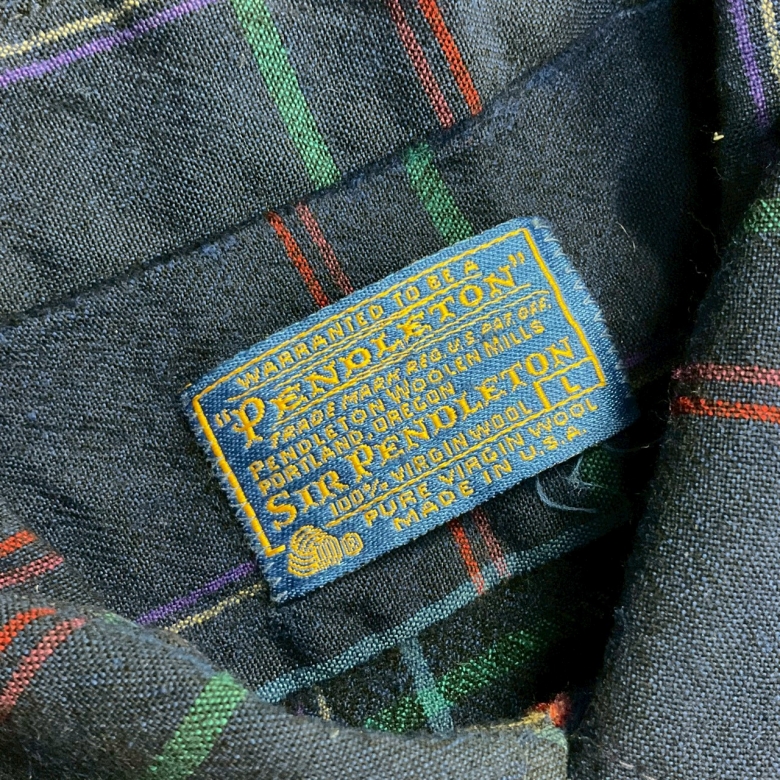 WARRANTED TO BE A
"PENDLETON"
TRADE MARK REG U.S. PAT OFF
PENDLETON WOOLEN MILLS
PORTLAND, OREGON
SIR PENDLETON
100% VIRGIN WOOL
L
PURE VIRGIN WOOL
MADE IN U.S.A